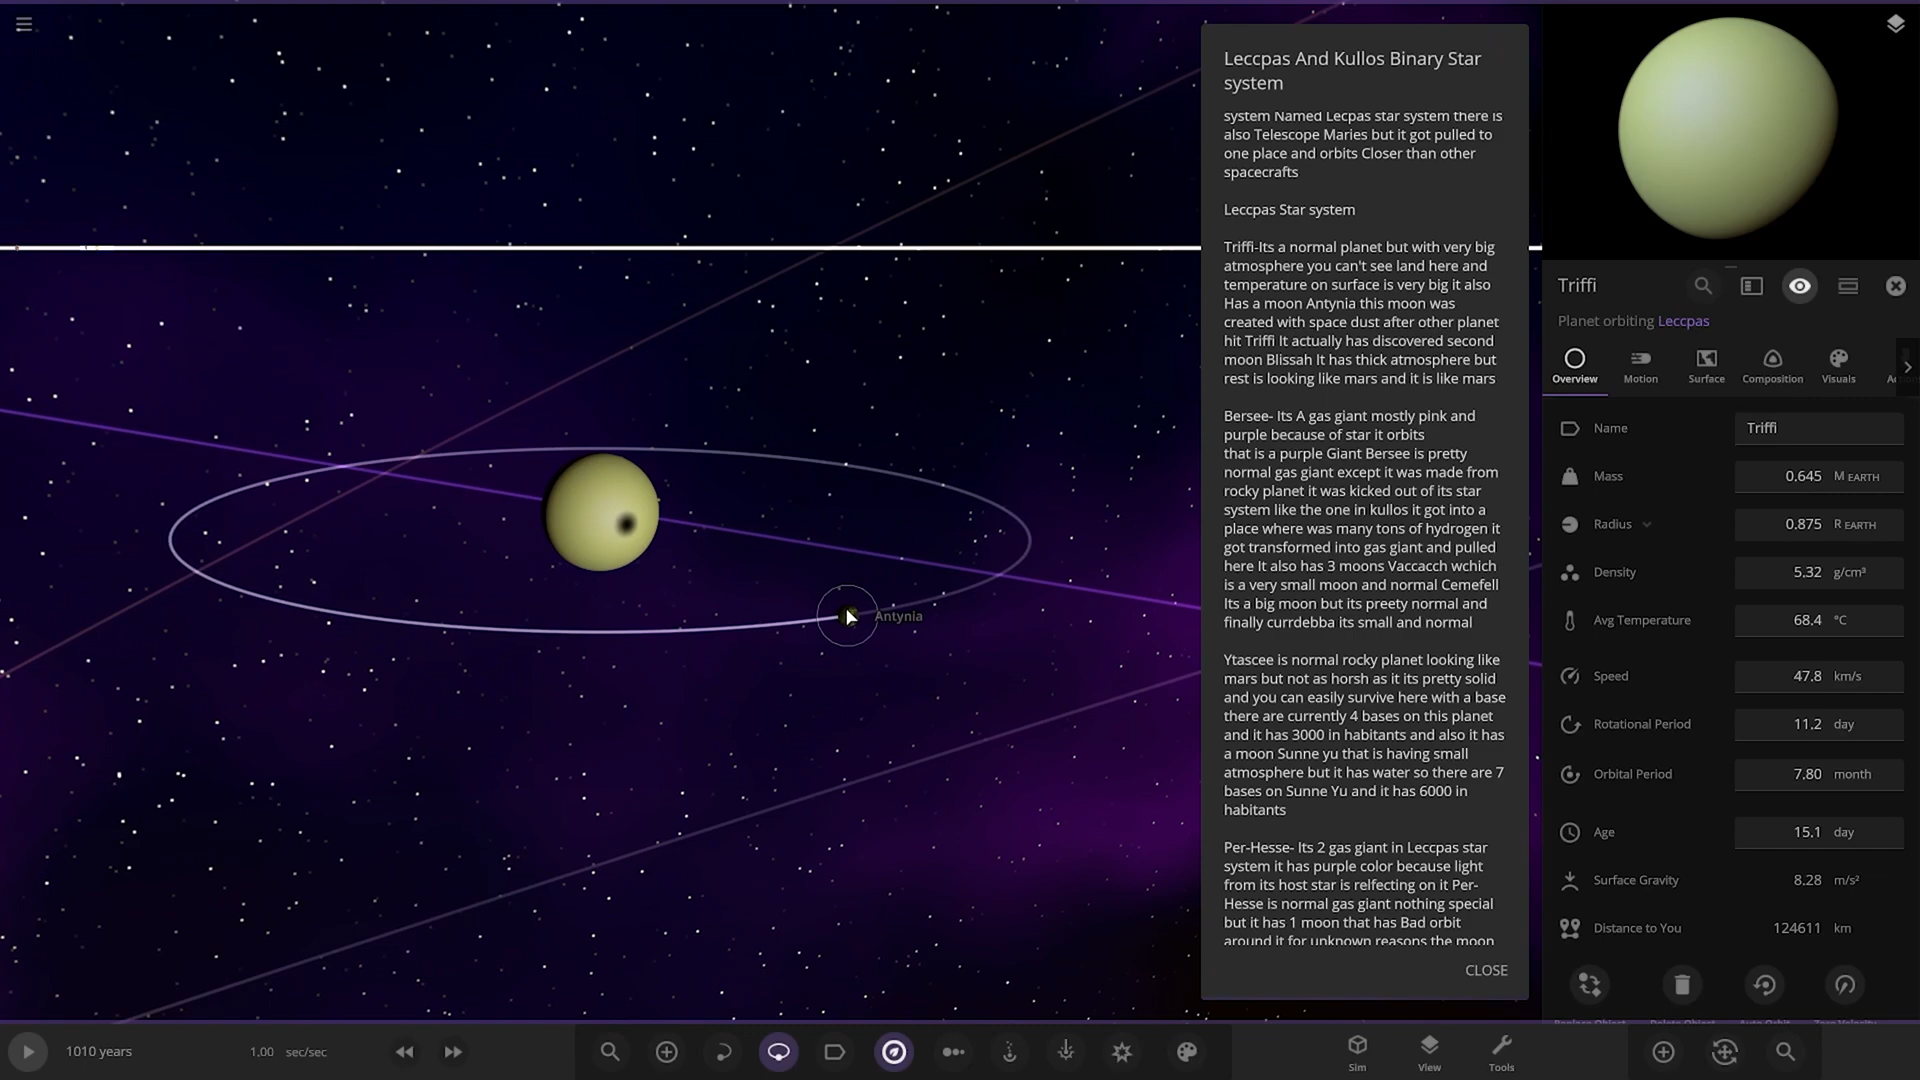 Leccpas And Kullos Binary Star
system
system Named Lecpas star system there is
also Telescope Maries but it got pulled to
one place and orbits Closer than other
spacecrafts
Leccpas Star system
Triffi-Its a normal planet but with very big
atmosphere you can't see land here and
temperature on surface is very big it also
Has a moon Antynia this moon was
created with space dust after other planet
hit Triffi It actually has discovered second
moon Blissah It has thick atmosphere but
rest is looking like mars and it is like mars
Bersee- Its A gas giant mostly pink and
purple because of star it orbits
that is a purple Giant Bersee is pretty
normal gas giant except it was made from
rocky planet it was kicked out of its star
system like the one in kullos it got into a
place where was many tons of hydrogen it
got transformed into gas giant and pulled
here It also has 3 moons Vaccacch wchich
is a very small moon and normal Cemefell
Its a big moon but its preety normal and
finally currdebba its small and normal
Ytascee is normal rocky planet looking like
mars but not as horsh as it its pretty solid
and you can easily survive here with a base
there are currently 4 bases on this planet
and it has 3000 in habitants and also it has
a moon Sunne yu that is having small
atmosphere but it has water so there are 7
bases on Sunne Yu and it has 6000 in
habitants
Per-Hesse- Its 2 gas giant in Leccpas star
system it has purple color because light
from its host star is relfecting on it Per-
Hesse is normal gas giant nothing special
but it has 1 moon that has Bad orbit
around it for unknown reasons the moon
CLOSE
Antynia
Triffi
Planet orbiting Leccpas
Overview Motion Surface Composition Visuals
Name Triffi
Mass 0.645 M EARTH
Radius 0.875 R EARTH
Density 5.32 g/cm³
Avg Temperature 68.4 °C
Speed 47.8 km/s
Rotational Period 11.2 day
Orbital Period 7.80 month
Age 15.1 day
Surface Gravity 8.28 m/s²
Distance to You 124611 km
Replace Object Delete Object Auto Orbit Zero Velocity
1010 years 1.00 sec/sec
Sim View Tools